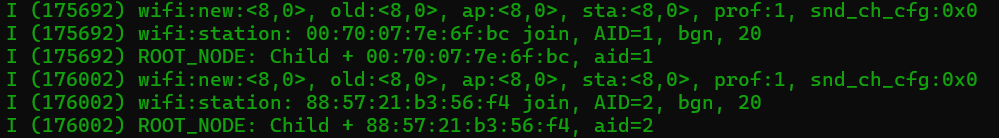 I (175692) wifi:new:<8,0>, old:<8,0>, ap:<8,0>, sta:<8,0>, prof:1, snd_ch_cfg:0x0
I (175692) wifi:station: 00:70:07:7e:6f:bc join, AID=1, bgn, 20
I (175692) ROOT_NODE: Child + 00:70:07:7e:6f:bc, aid=1
I (176002) wifi:new:<8,0>, old:<8,0>, ap:<8,0>, sta:<8,0>, prof:1, snd_ch_cfg:0x0
I (176002) wifi:station: 88:57:21:b3:56:f4 join, AID=2, bgn, 20
I (176002) ROOT_NODE: Child + 88:57:21:b3:56:f4, aid=2